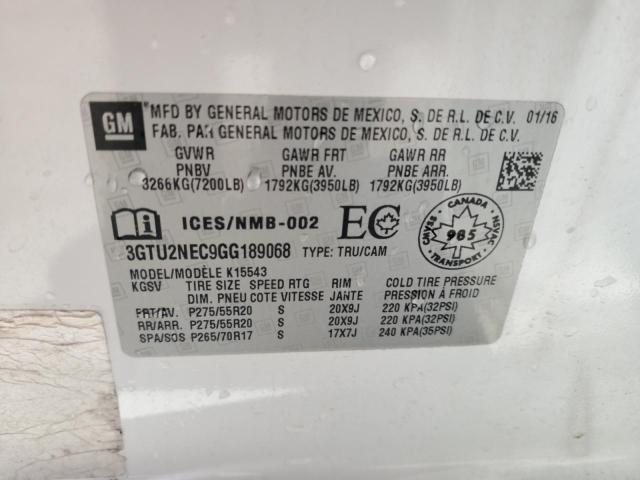 GM
MFD BY GENERAL MOTORS DE MEXICO, S. DE R.L. DE C.V. 01/16
FAB. PAR GENERAL MOTORS DE MEXICO, S. DE R.L. DE C.V.
GVWR GAWR FRT GAWR RR
PNBV PNBE AV. PNBE ARR.
3266KG(7200LB) 1792KG(3950LB) 1792KG(3950LB)
ICES/NMB-002 EC
CANADA
CMVSS 985 NSVAC
TRANSPORT
3GTU2NEC9GG189068 TYPE: TRU/CAM
MODEL/MODÈLE K15543
KGSV TIRE SIZE SPEED RTG RIM COLD TIRE PRESSURE
DIM. PNEU COTE VITESSE JANTE PRESSION À FROID
FRT/AV. P275/55R20 S 20X9J 220 KPA(32PSI)
RR/ARR. P275/55R20 S 20X9J 220 KPA(32PSI)
SPA/SOS P265/70R17 S 17X7J 240 KPA(35PSI)